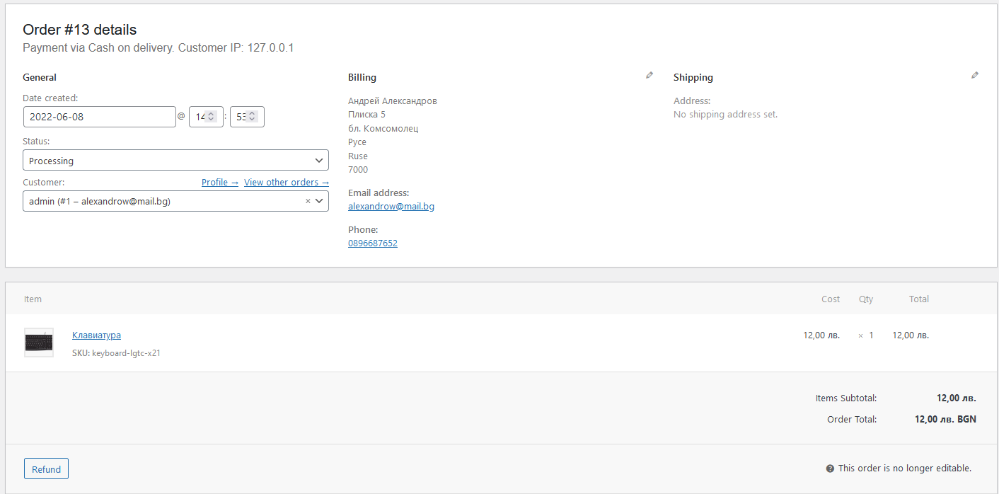 Order #13 details
Payment via Cash on delivery. Customer IP: 127.0.0.1
General
Date created:
2022-06-08 @ 14 : 53
Status:
Processing
Customer: Profile → View other orders →
admin (#1 – alexandrow@mail.bg) ×
Billing
Андрей Александров
Плиска 5
бл. Комсомолец
Русе
Ruse
7000
Email address:
alexandrow@mail.bg
Phone:
0896687652
Shipping
Address:
No shipping address set.
Item Cost Qty Total
Клавиатура 12,00 лв. × 1 12,00 лв.
SKU: keyboard-lgtc-x21
Items Subtotal: 12,00 лв.
Order Total: 12,00 лв. BGN
Refund ? This order is no longer editable.